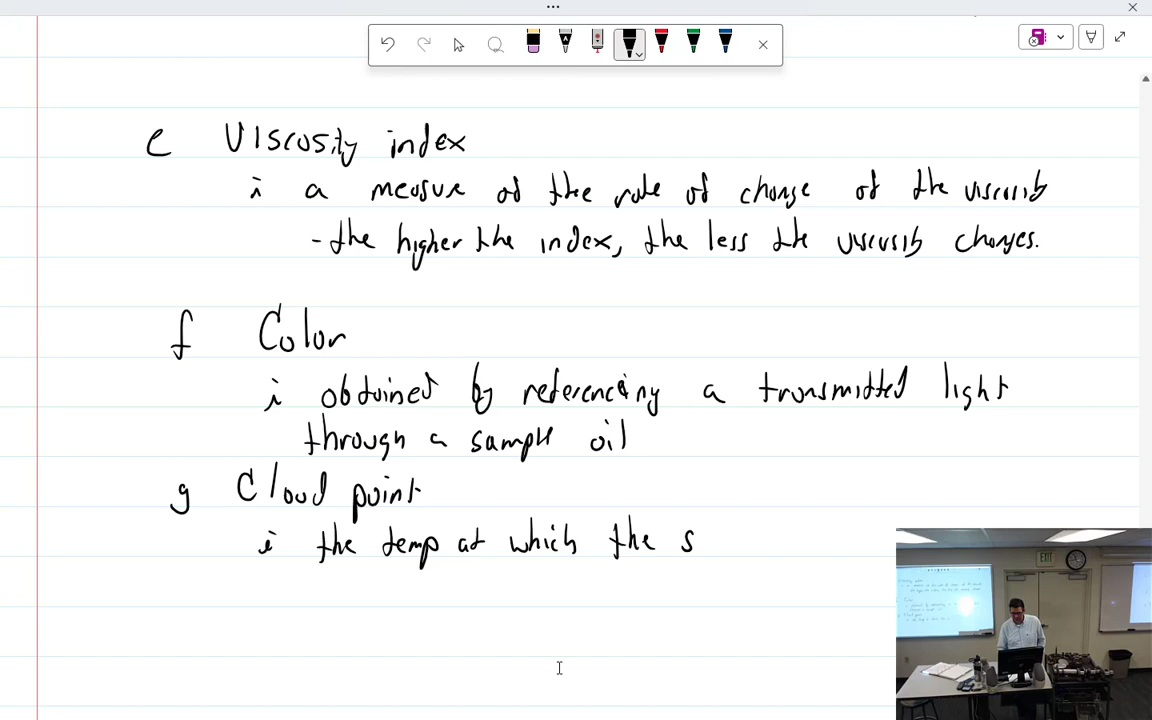 e Viscosity index
i a measure of the rate of change of the viscosity
- the higher the index, the less the viscosity changes.
f Color
i obtained by referencing a transmitted light
through a sample oil
g Cloud point
i the temp at which the s
EXIT